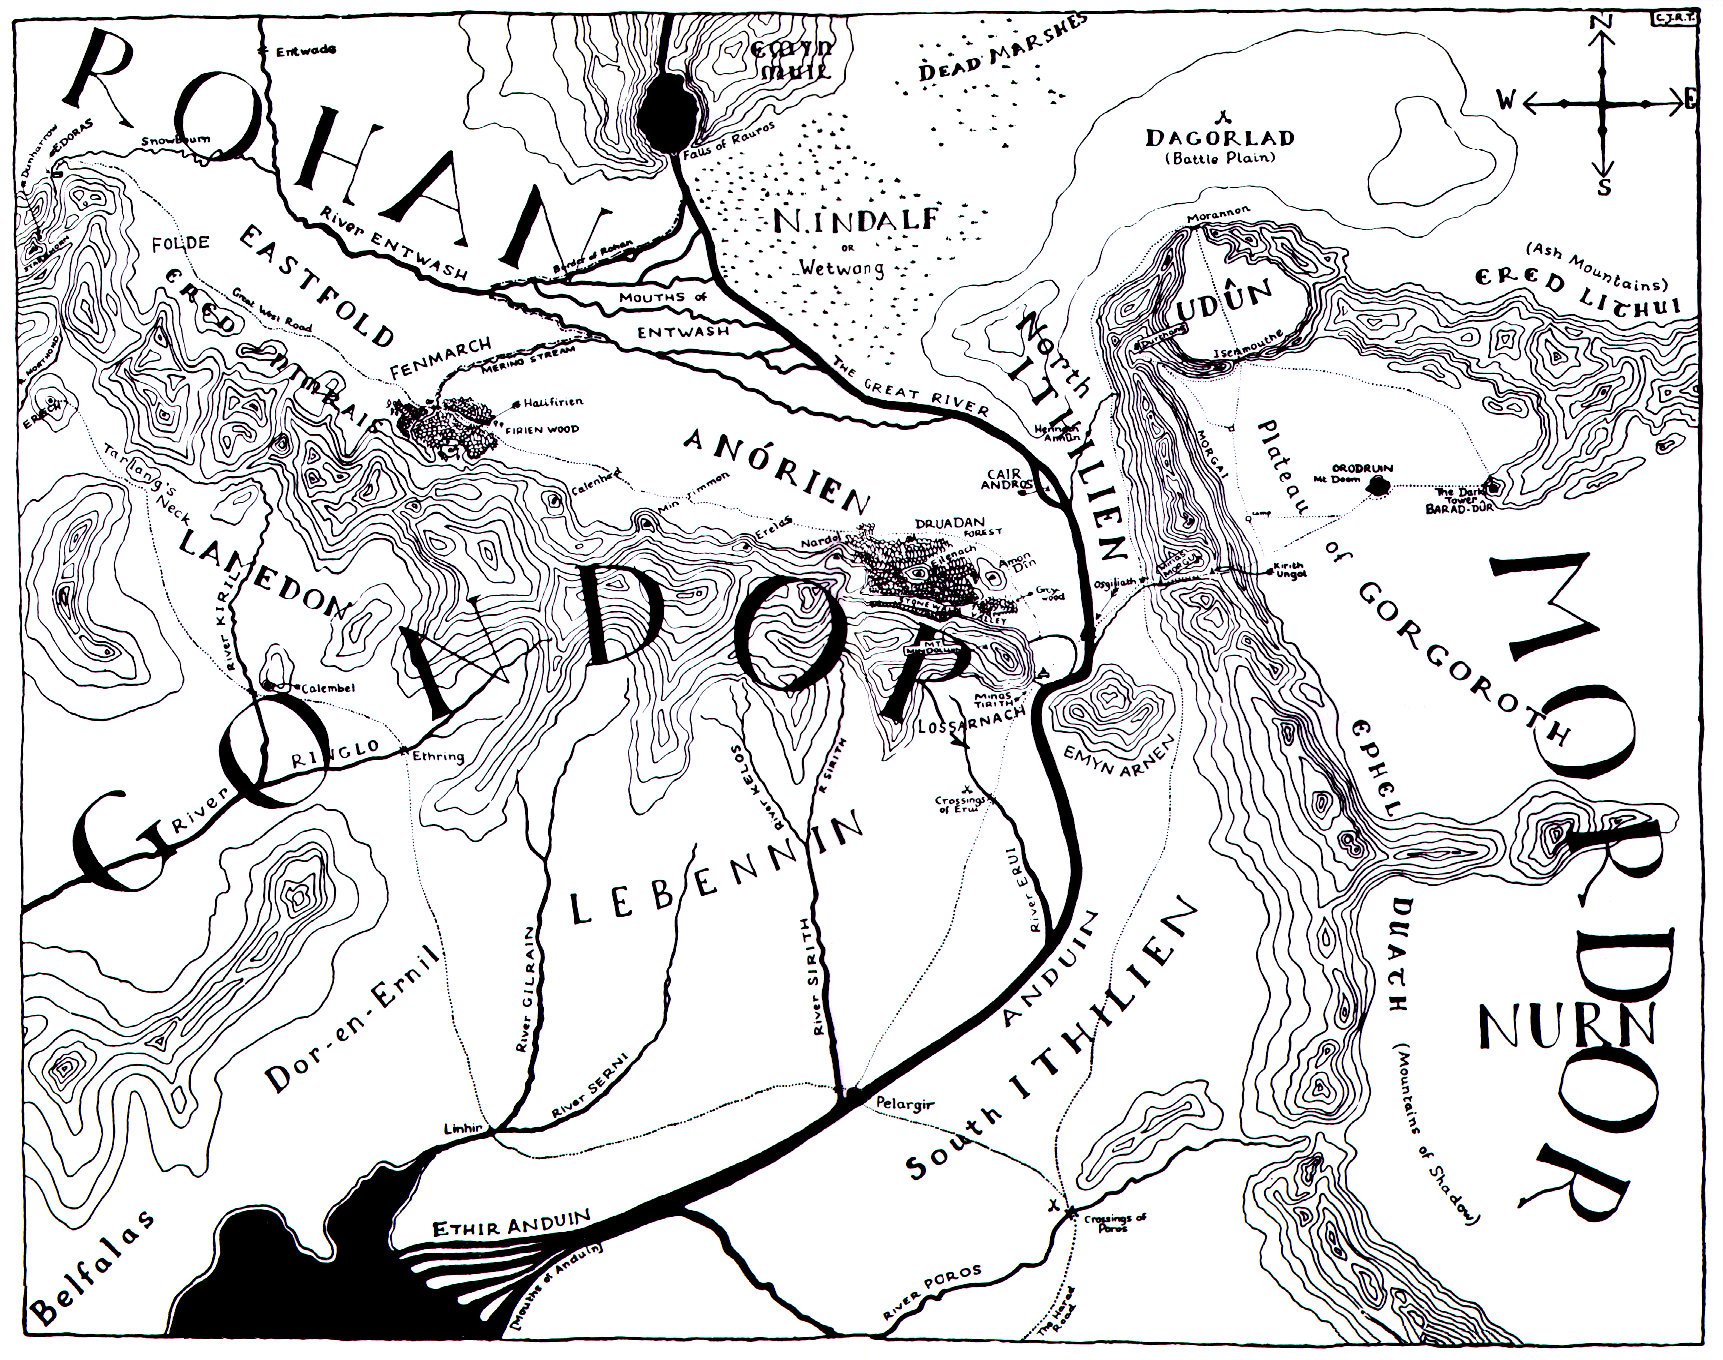 C.J.R.T.
N
W E
S
ROHAN
Entwade
EMYN
MUIL
DEAD MARSHES
DAGORLAD
(Battle Plain)
Dunharrow
EDORAS
Snowbourn
Falls of Rauros
River ENTWASH
Border of Rohan
NINDALF
OR
Wetwang
Morannon
(Ash Mountains)
ERED LITHUI
UDÛN
Durthang
Isenmouthe
STARKHORN
FOLDE
EASTFOLD
Great West Road
ERED NIMRAIS
MOUTHS of
ENTWASH
FENMARCH
MERING STREAM
Halifirien
FIRIEN WOOD
THE GREAT RIVER
North
ITHILIEN
Henneth
Annûn
CAIR
ANDROS
MORGAI
Plateau
of GORGOROTH
ORODRUIN
Mt Doom
The Dark
Tower
BARAD-DÛR
camp
R. MORTHOND
ERECH
Tarlang's
Neck
LAMEDON
River KIRIL
ANÓRIEN
Calenhad
Min-Rimmon
Erelas
Nardol
DRUADAN
FOREST
Eilenach
Amon
Din
Grey
wood
STONEWAIN
VALLEY
MT
MINDOLLUIN
Osgiliath
MINAS
MORGUL
Kirith
Ungol
GONDOR
MORDOR
Calembel
River RINGLO
Ethring
MINAS
TIRITH
LOSSARNACH
EMYN ARNEN
River KELOS
R SIRITH
Crossings
of Erui
River ERUI
EPHEL
DUATH
(Mountains of Shadow)
NURN
LEBENNIN
Dor-en-Ernil
River GILRAIN
River SERNI
River SIRITH
ANDUIN
South ITHILIEN
Linhir
Pelargir
Belfalas
ETHIR ANDUIN
(Mouths of Anduin)
Crossings of
Poros
RIVER POROS
The Harad
Road